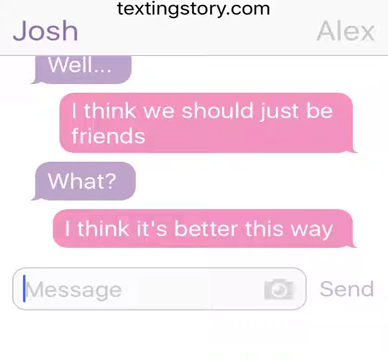 textingstory.com
Josh
Alex
Well...
I think we should just be
friends
What?
I think it's better this way
Message
Send